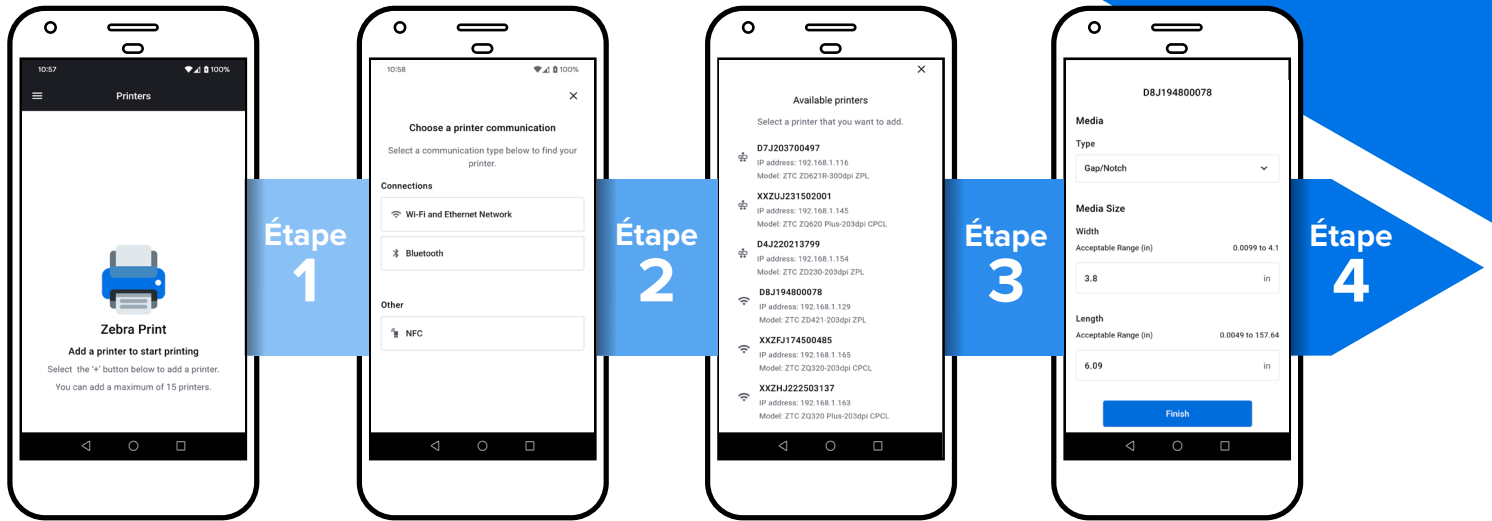 10:57
100%
Printers
Zebra Print
Add a printer to start printing
Select the '+' button below to add a printer.
You can add a maximum of 15 printers.
Étape
1
10:58
100%
Choose a printer communication
Select a communication type below to find your
printer.
Connections
Wi-Fi and Ethernet Network
Bluetooth
Other
NFC
Étape
2
Available printers
Select a printer that you want to add.
D7J203700497
IP address: 192.168.1.116
Model: ZTC ZD621R-300dpi ZPL
XXZUJ231502001
IP address: 192.168.1.145
Model: ZTC ZQ620 Plus-203dpi CPCL
D4J220213799
IP address: 192.168.1.154
Model: ZTC ZD230-203dpi ZPL
D8J194800078
IP address: 192.168.1.129
Model: ZTC ZD421-203dpi ZPL
XXZFJ174500485
IP address: 192.168.1.165
Model: ZTC ZQ320-203dpi CPCL
XXZHJ222503137
IP address: 192.168.1.163
Model: ZTC ZQ320 Plus-203dpi CPCL
Étape
3
D8J194800078
Media
Type
Gap/Notch
Media Size
Width
Acceptable Range (in) 0.0099 to 4.1
3.8 in
Length
Acceptable Range (in) 0.0049 to 157.64
6.09 in
Finish
Étape
4